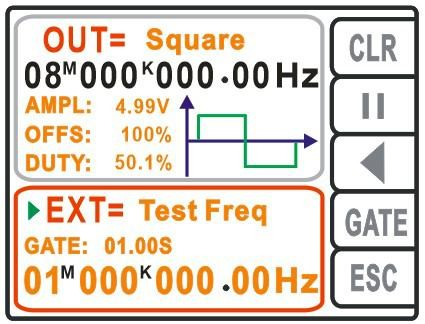 OUT= Square
08M000K000.00Hz
AMPL: 4.99V
OFFS: 100%
DUTY: 50.1%
EXT= Test Freq
GATE: 01.00S
01M000K000.00Hz
CLR
GATE
ESC